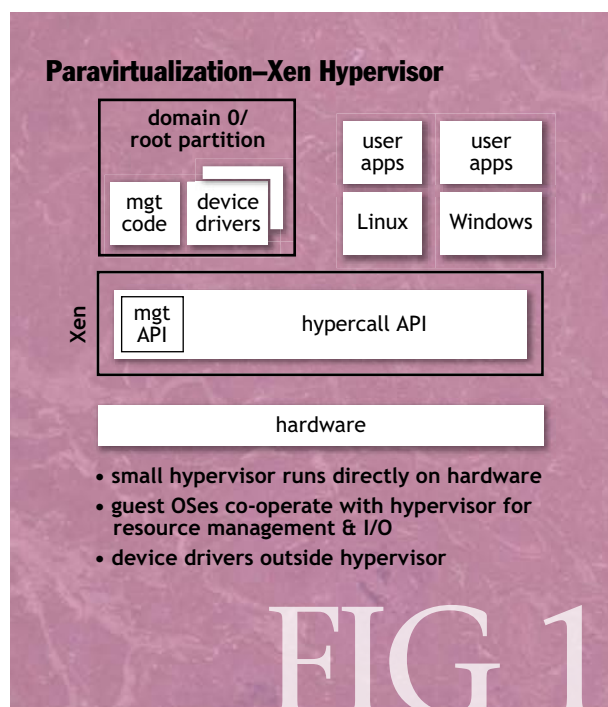 Paravirtualization–Xen Hypervisor
domain 0/
root partition
mgt
code
device
drivers
user
apps
user
apps
Linux
Windows
Xen
mgt
API
hypercall API
hardware
• small hypervisor runs directly on hardware
• guest OSes co-operate with hypervisor for
resource management & I/O
• device drivers outside hypervisor
FIG 1